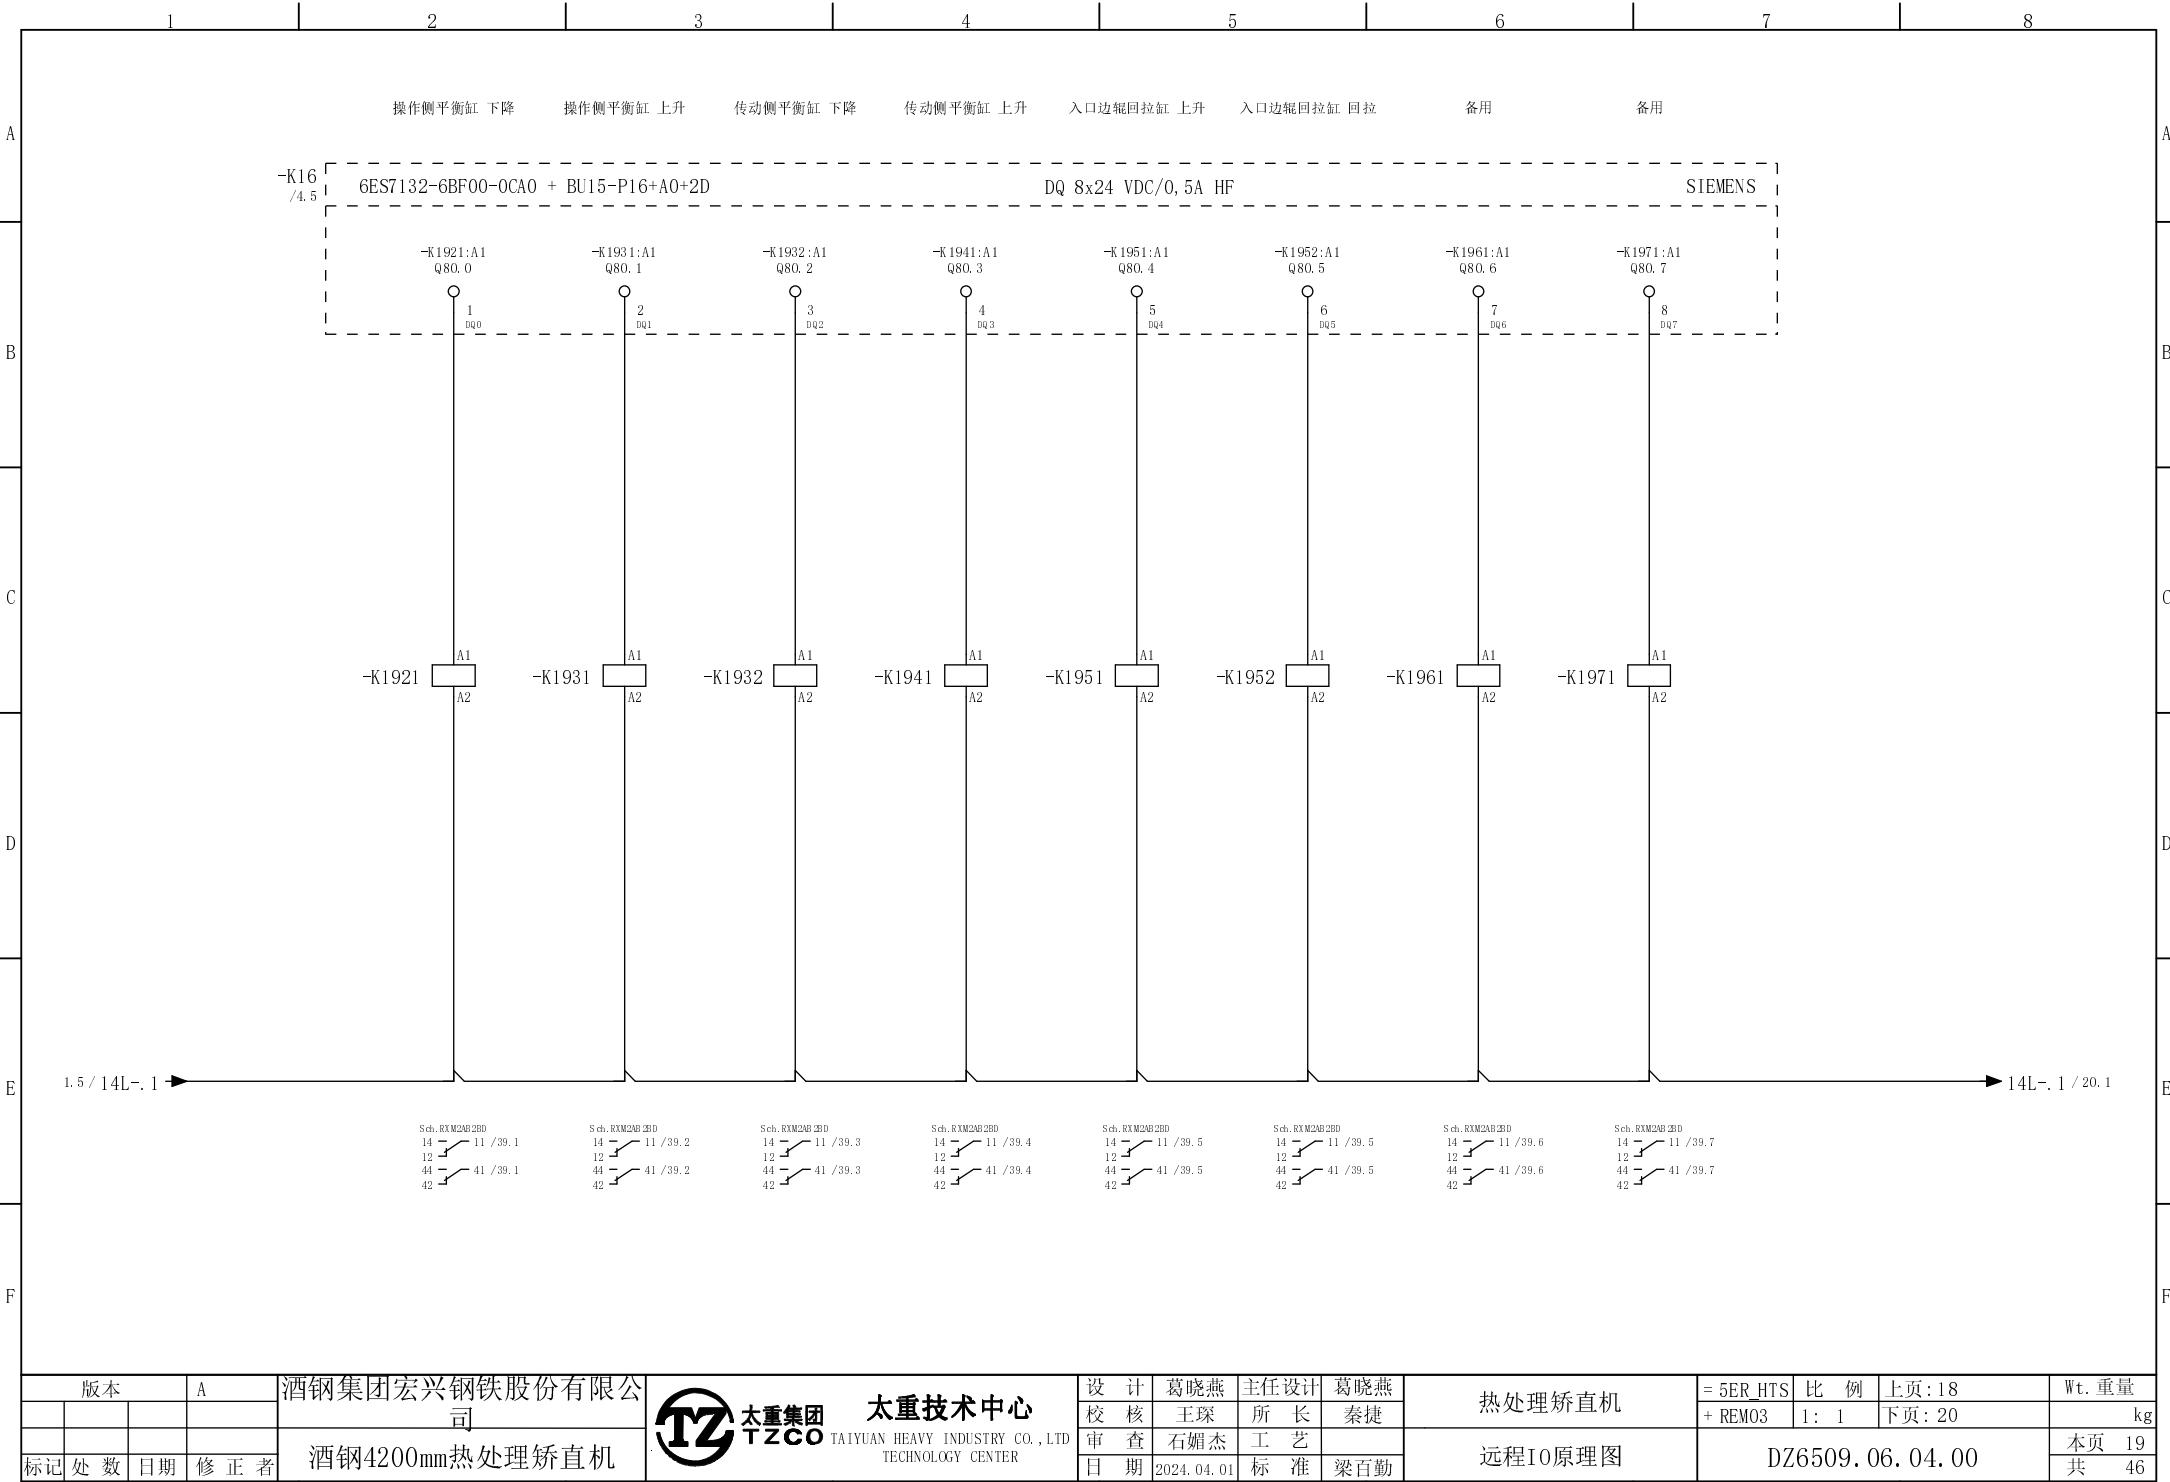 1 2 3 4 5 6 7 8
操作侧平衡缸 下降 操作侧平衡缸 上升 传动侧平衡缸 下降 传动侧平衡缸 上升 入口边辊回拉缸 上升 入口边辊回拉缸 回拉 备用 备用
A A
-K16 6ES7132-6BF00-0CA0 + BU15-P16+A0+2D DQ 8x24 VDC/0,5A HF SIEMENS
/4.5
-K1921:A1 -K1931:A1 -K1932:A1 -K1941:A1 -K1951:A1 -K1952:A1 -K1961:A1 -K1971:A1
Q80.0 Q80.1 Q80.2 Q80.3 Q80.4 Q80.5 Q80.6 Q80.7
1 2 3 4 5 6 7 8
DQ0 DQ1 DQ2 DQ3 DQ4 DQ5 DQ6 DQ7
B B
C C
A1 A1 A1 A1 A1 A1 A1 A1
-K1921 -K1931 -K1932 -K1941 -K1951 -K1952 -K1961 -K1971
A2 A2 A2 A2 A2 A2 A2 A2
D D
1.5 / 14L-.1 14L-.1 / 20.1
E E
Sch.RXM2AB2BD Sch.RXM2AB2BD Sch.RXM2AB2BD Sch.RXM2AB2BD Sch.RXM2AB2BD Sch.RXM2AB2BD Sch.RXM2AB2BD Sch.RXM2AB2BD
14 11 /39.1 14 11 /39.2 14 11 /39.3 14 11 /39.4 14 11 /39.5 14 11 /39.5 14 11 /39.6 14 11 /39.7
12 12 12 12 12 12 12 12
44 41 /39.1 44 41 /39.2 44 41 /39.3 44 41 /39.4 44 41 /39.5 44 41 /39.5 44 41 /39.6 44 41 /39.7
42 42 42 42 42 42 42 42
F F
版本 A
标记 处 数 日期 修 正 者
酒钢集团宏兴钢铁股份有限公
司
酒钢4200mm热处理矫直机
TZ 太重集团
TZCO
太重技术中心
TAIYUAN HEAVY INDUSTRY CO.,LTD
TECHNOLOGY CENTER
设 计 葛晓燕 主任设计 葛晓燕
校 核 王琛 所 长 秦捷
审 查 石媚杰 工 艺
日 期 2024.04.01 标 准 梁百勤
热处理矫直机
远程IO原理图
= 5ER_HTS 比 例 上页:18 Wt.重量
+ REMO3 1: 1 下页:20 kg
DZ6509.06.04.00
本页 19
共 46